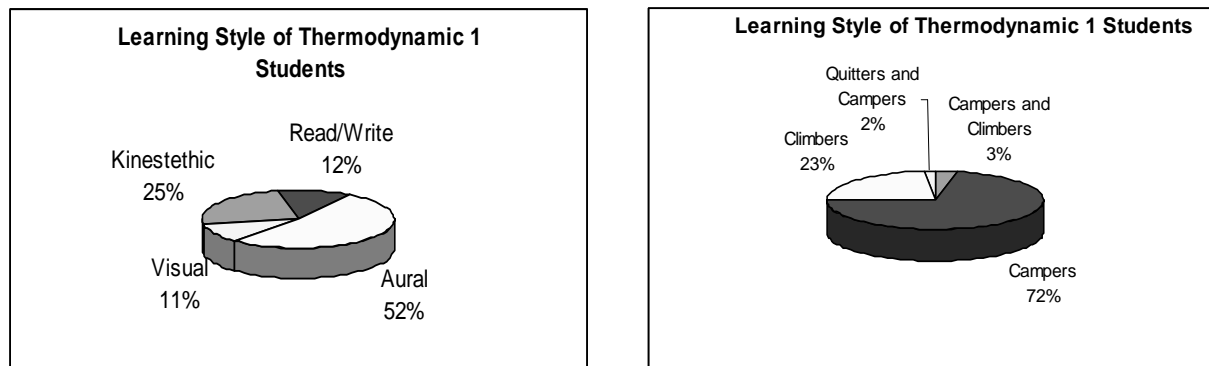 Learning Style of Thermodynamic 1
Students
Read/Write
12%
Kinestethic
25%
Visual
11%
Aural
52%
Learning Style of Thermodynamic 1 Students
Quitters and
Campers
2%
Campers and
Climbers
3%
Climbers
23%
Campers
72%